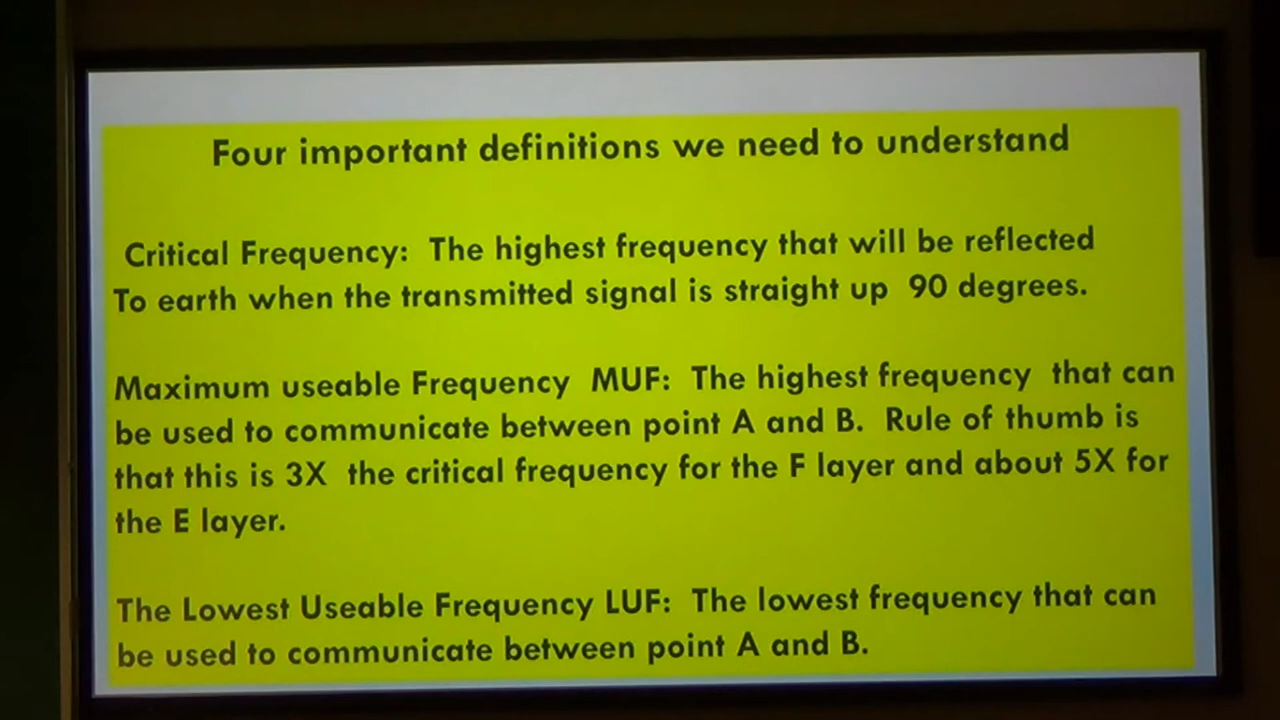 Four important definitions we need to understand
Critical Frequency: The highest frequency that will be reflected
To earth when the transmitted signal is straight up 90 degrees.
Maximum useable Frequency MUF: The highest frequency that can
be used to communicate between point A and B. Rule of thumb is
that this is 3X the critical frequency for the F layer and about 5X for
the E layer.
The Lowest Useable Frequency LUF: The lowest frequency that can
be used to communicate between point A and B.